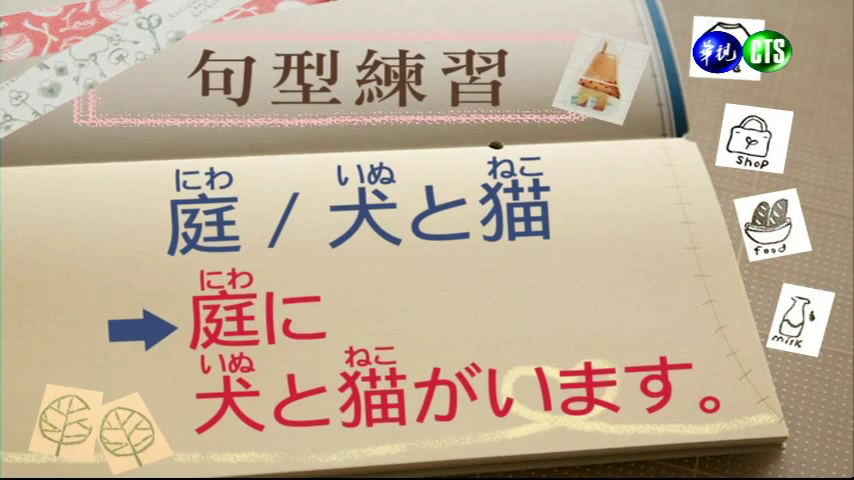 華視 CTS
句型練習
shop
food
milk
にわ いぬ ねこ
庭 / 犬と猫
にわ
庭に
いぬ ねこ
犬と猫がいます。